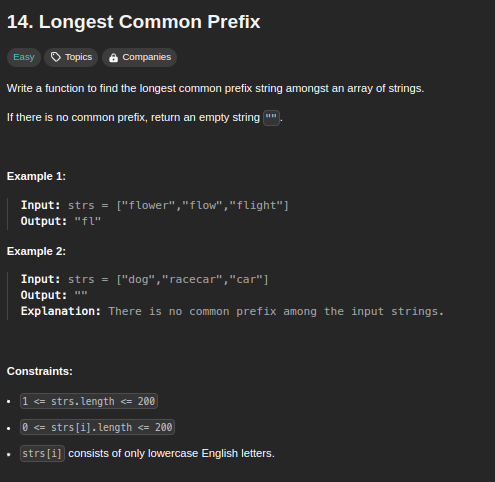 14. Longest Common Prefix
Easy Topics Companies
Write a function to find the longest common prefix string amongst an array of strings.
If there is no common prefix, return an empty string "".
Example 1:
Input: strs = ["flower","flow","flight"]
Output: "fl"
Example 2:
Input: strs = ["dog","racecar","car"]
Output: ""
Explanation: There is no common prefix among the input strings.
Constraints:
• 1 <= strs.length <= 200
• 0 <= strs[i].length <= 200
• strs[i] consists of only lowercase English letters.